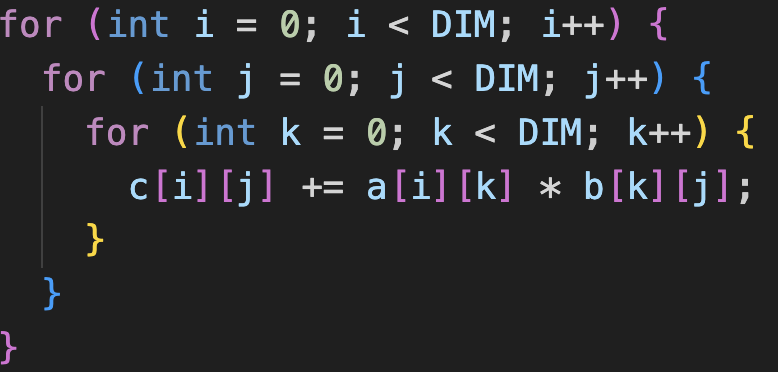 for (int i = 0; i < DIM; i++) {
  for (int j = 0; j < DIM; j++) {
    for (int k = 0; k < DIM; k++) {
      c[i][j] += a[i][k] * b[k][j];
    }
  }
}